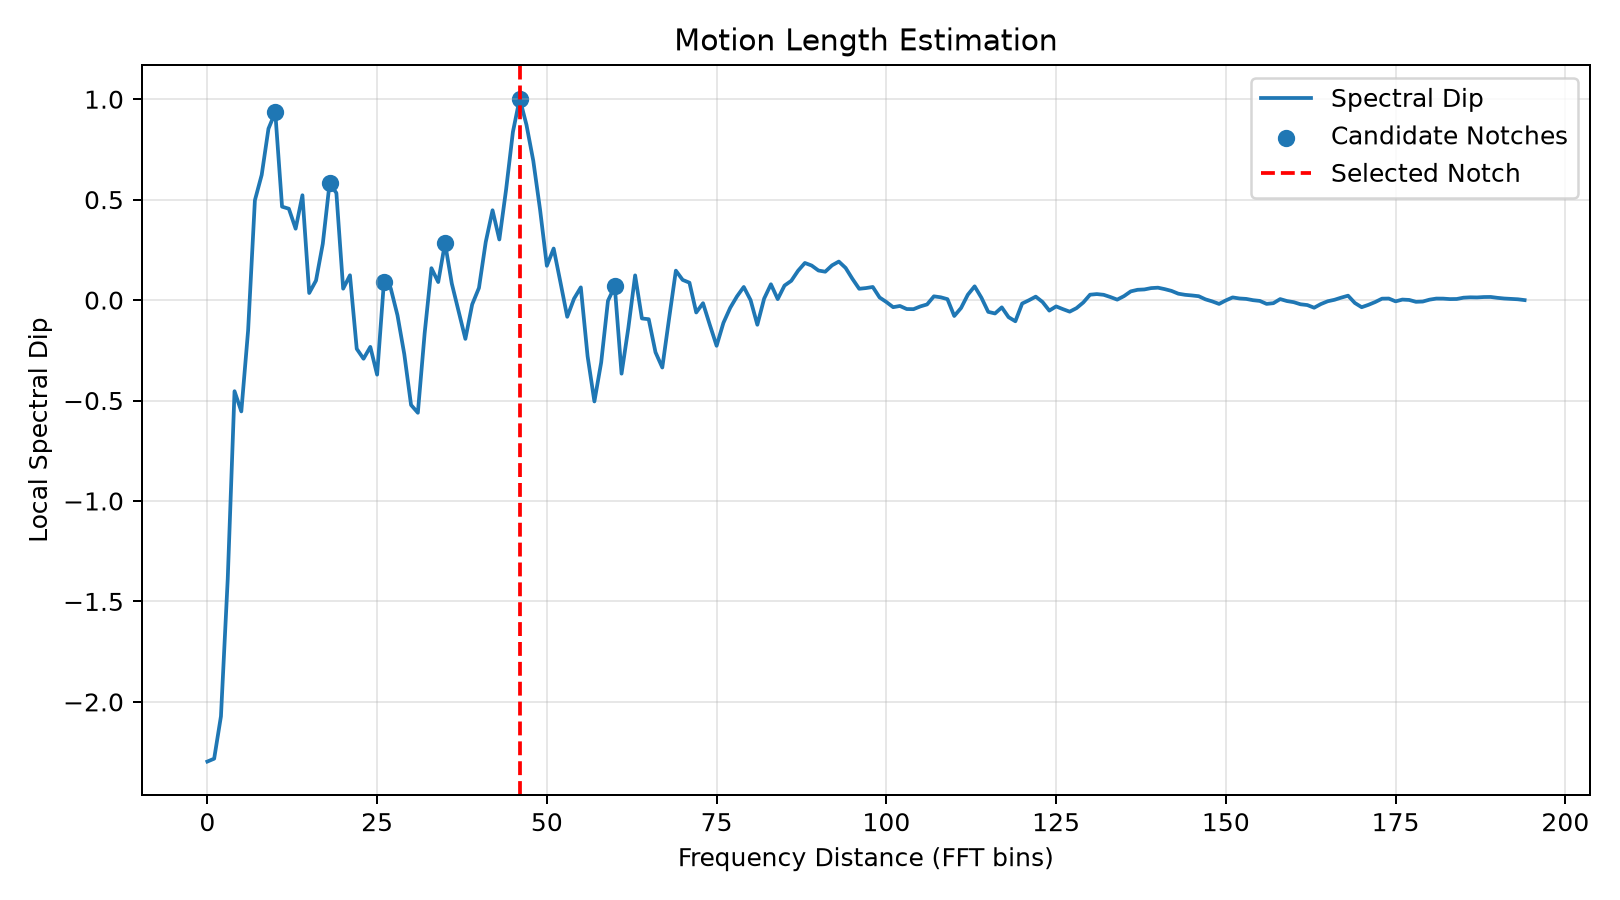 Motion Length Estimation
Spectral Dip
Candidate Notches
Selected Notch
Local Spectral Dip
1.0
0.5
0.0
−0.5
−1.0
−1.5
−2.0
0 25 50 75 100 125 150 175 200
Frequency Distance (FFT bins)